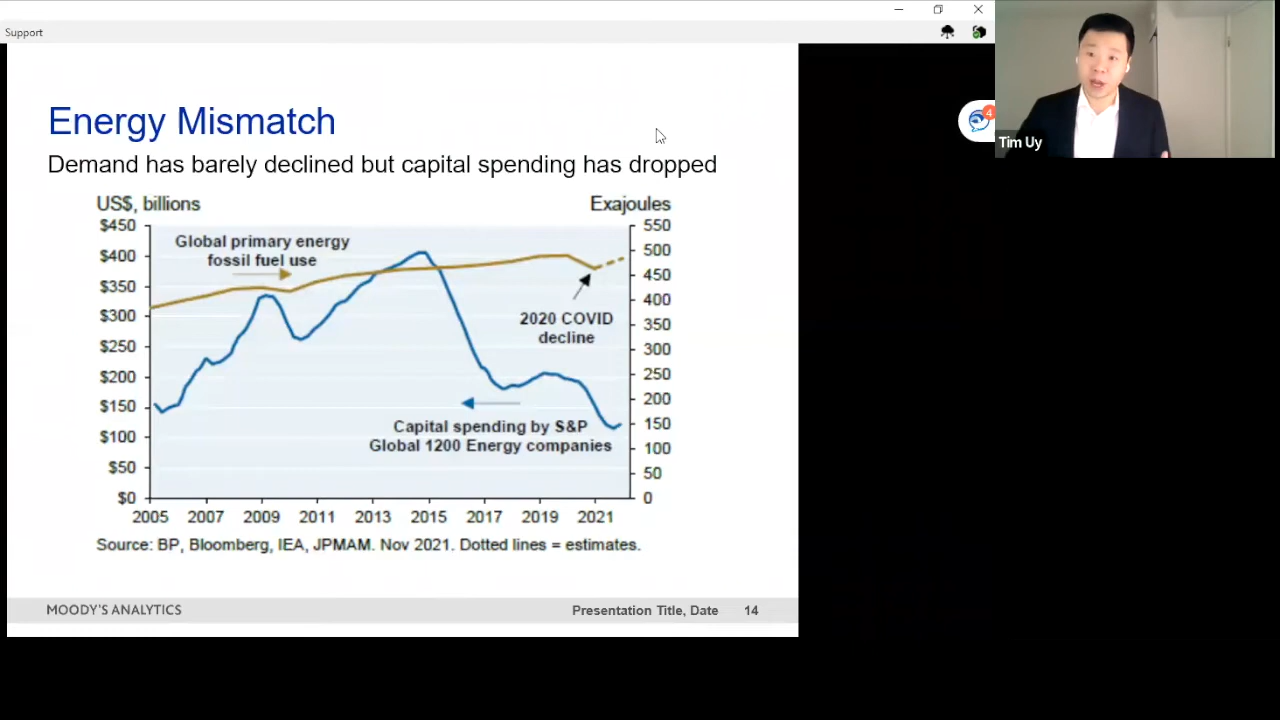 Support
Energy Mismatch
Demand has barely declined but capital spending has dropped
US$, billions
Exajoules
$450
$400
$350
$300
$250
$200
$150
$100
$50
$0
550
500
450
400
350
300
250
200
150
100
50
0
Global primary energy
fossil fuel use
2020 COVID
decline
Capital spending by S&P
Global 1200 Energy companies
2005 2007 2009 2011 2013 2015 2017 2019 2021
Source: BP, Bloomberg, IEA, JPMAM. Nov 2021. Dotted lines = estimates.
MOODY'S ANALYTICS
Presentation Title, Date 14
4
Tim Uy